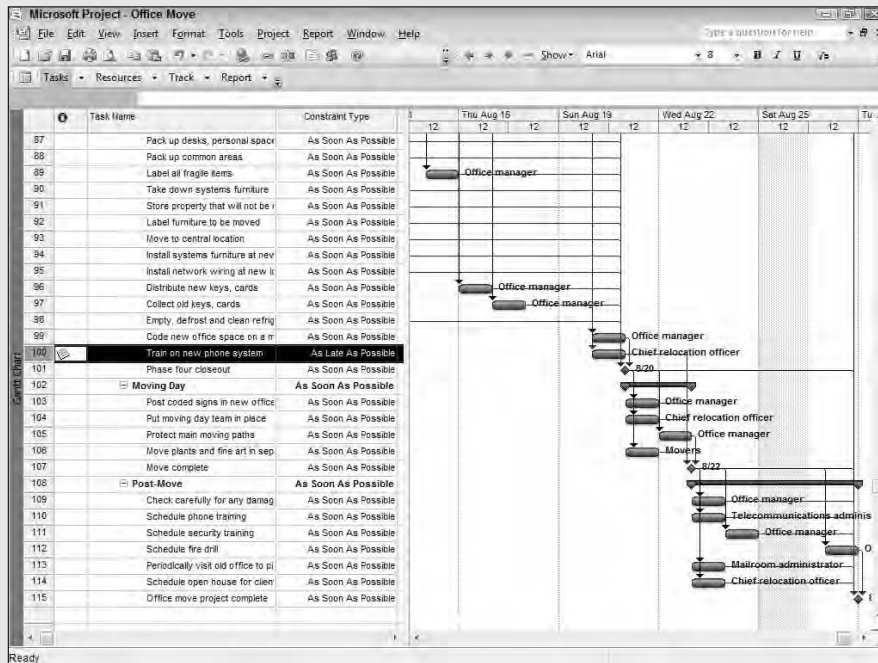 Microsoft Project - Office Move
File Edit View Insert Format Tools Project Report Window Help Type a question for help
Show Arial 8 B I U
Tasks Resources Track Report
Task Name Constraint Type Thu Aug 16 Sun Aug 19 Wed Aug 22 Sat Aug 25 Tu
12 12 12 12 12 12 12 12 12
87 Pack up desks, personal space As Soon As Possible
88 Pack up common areas As Soon As Possible
89 Label all fragile items As Soon As Possible Office manager
90 Take down systems furniture As Soon As Possible
91 Store property that will not be As Soon As Possible
92 Label furniture to be moved As Soon As Possible
93 Move to central location As Soon As Possible
94 Install systems furniture at new As Soon As Possible
95 Install network wiring at new lo As Soon As Possible
96 Distribute new keys, cards As Soon As Possible Office manager
97 Collect old keys, cards As Soon As Possible Office manager
98 Empty, defrost and clean refrig As Soon As Possible
99 Code new office space on a m As Soon As Possible Office manager
100 Train on new phone system As Late As Possible Chief relocation officer
101 Phase four closeout As Soon As Possible 8/20
102 Moving Day As Soon As Possible
103 Post coded signs in new office As Soon As Possible Office manager
104 Put moving day team in place As Soon As Possible Chief relocation officer
105 Protect main moving paths As Soon As Possible Office manager
106 Move plants and fine art in sep As Soon As Possible Movers
107 Move complete As Soon As Possible 8/22
108 Post-Move As Soon As Possible
109 Check carefully for any damag As Soon As Possible Office manager
110 Schedule phone training As Soon As Possible Telecommunications adminis
111 Schedule security training As Soon As Possible Office manager
112 Schedule fire drill As Soon As Possible O
113 Periodically visit old office to pi As Soon As Possible Mailroom administrator
114 Schedule open house for clien As Soon As Possible Chief relocation officer
115 Office move project complete As Soon As Possible
Gantt Chart
Ready